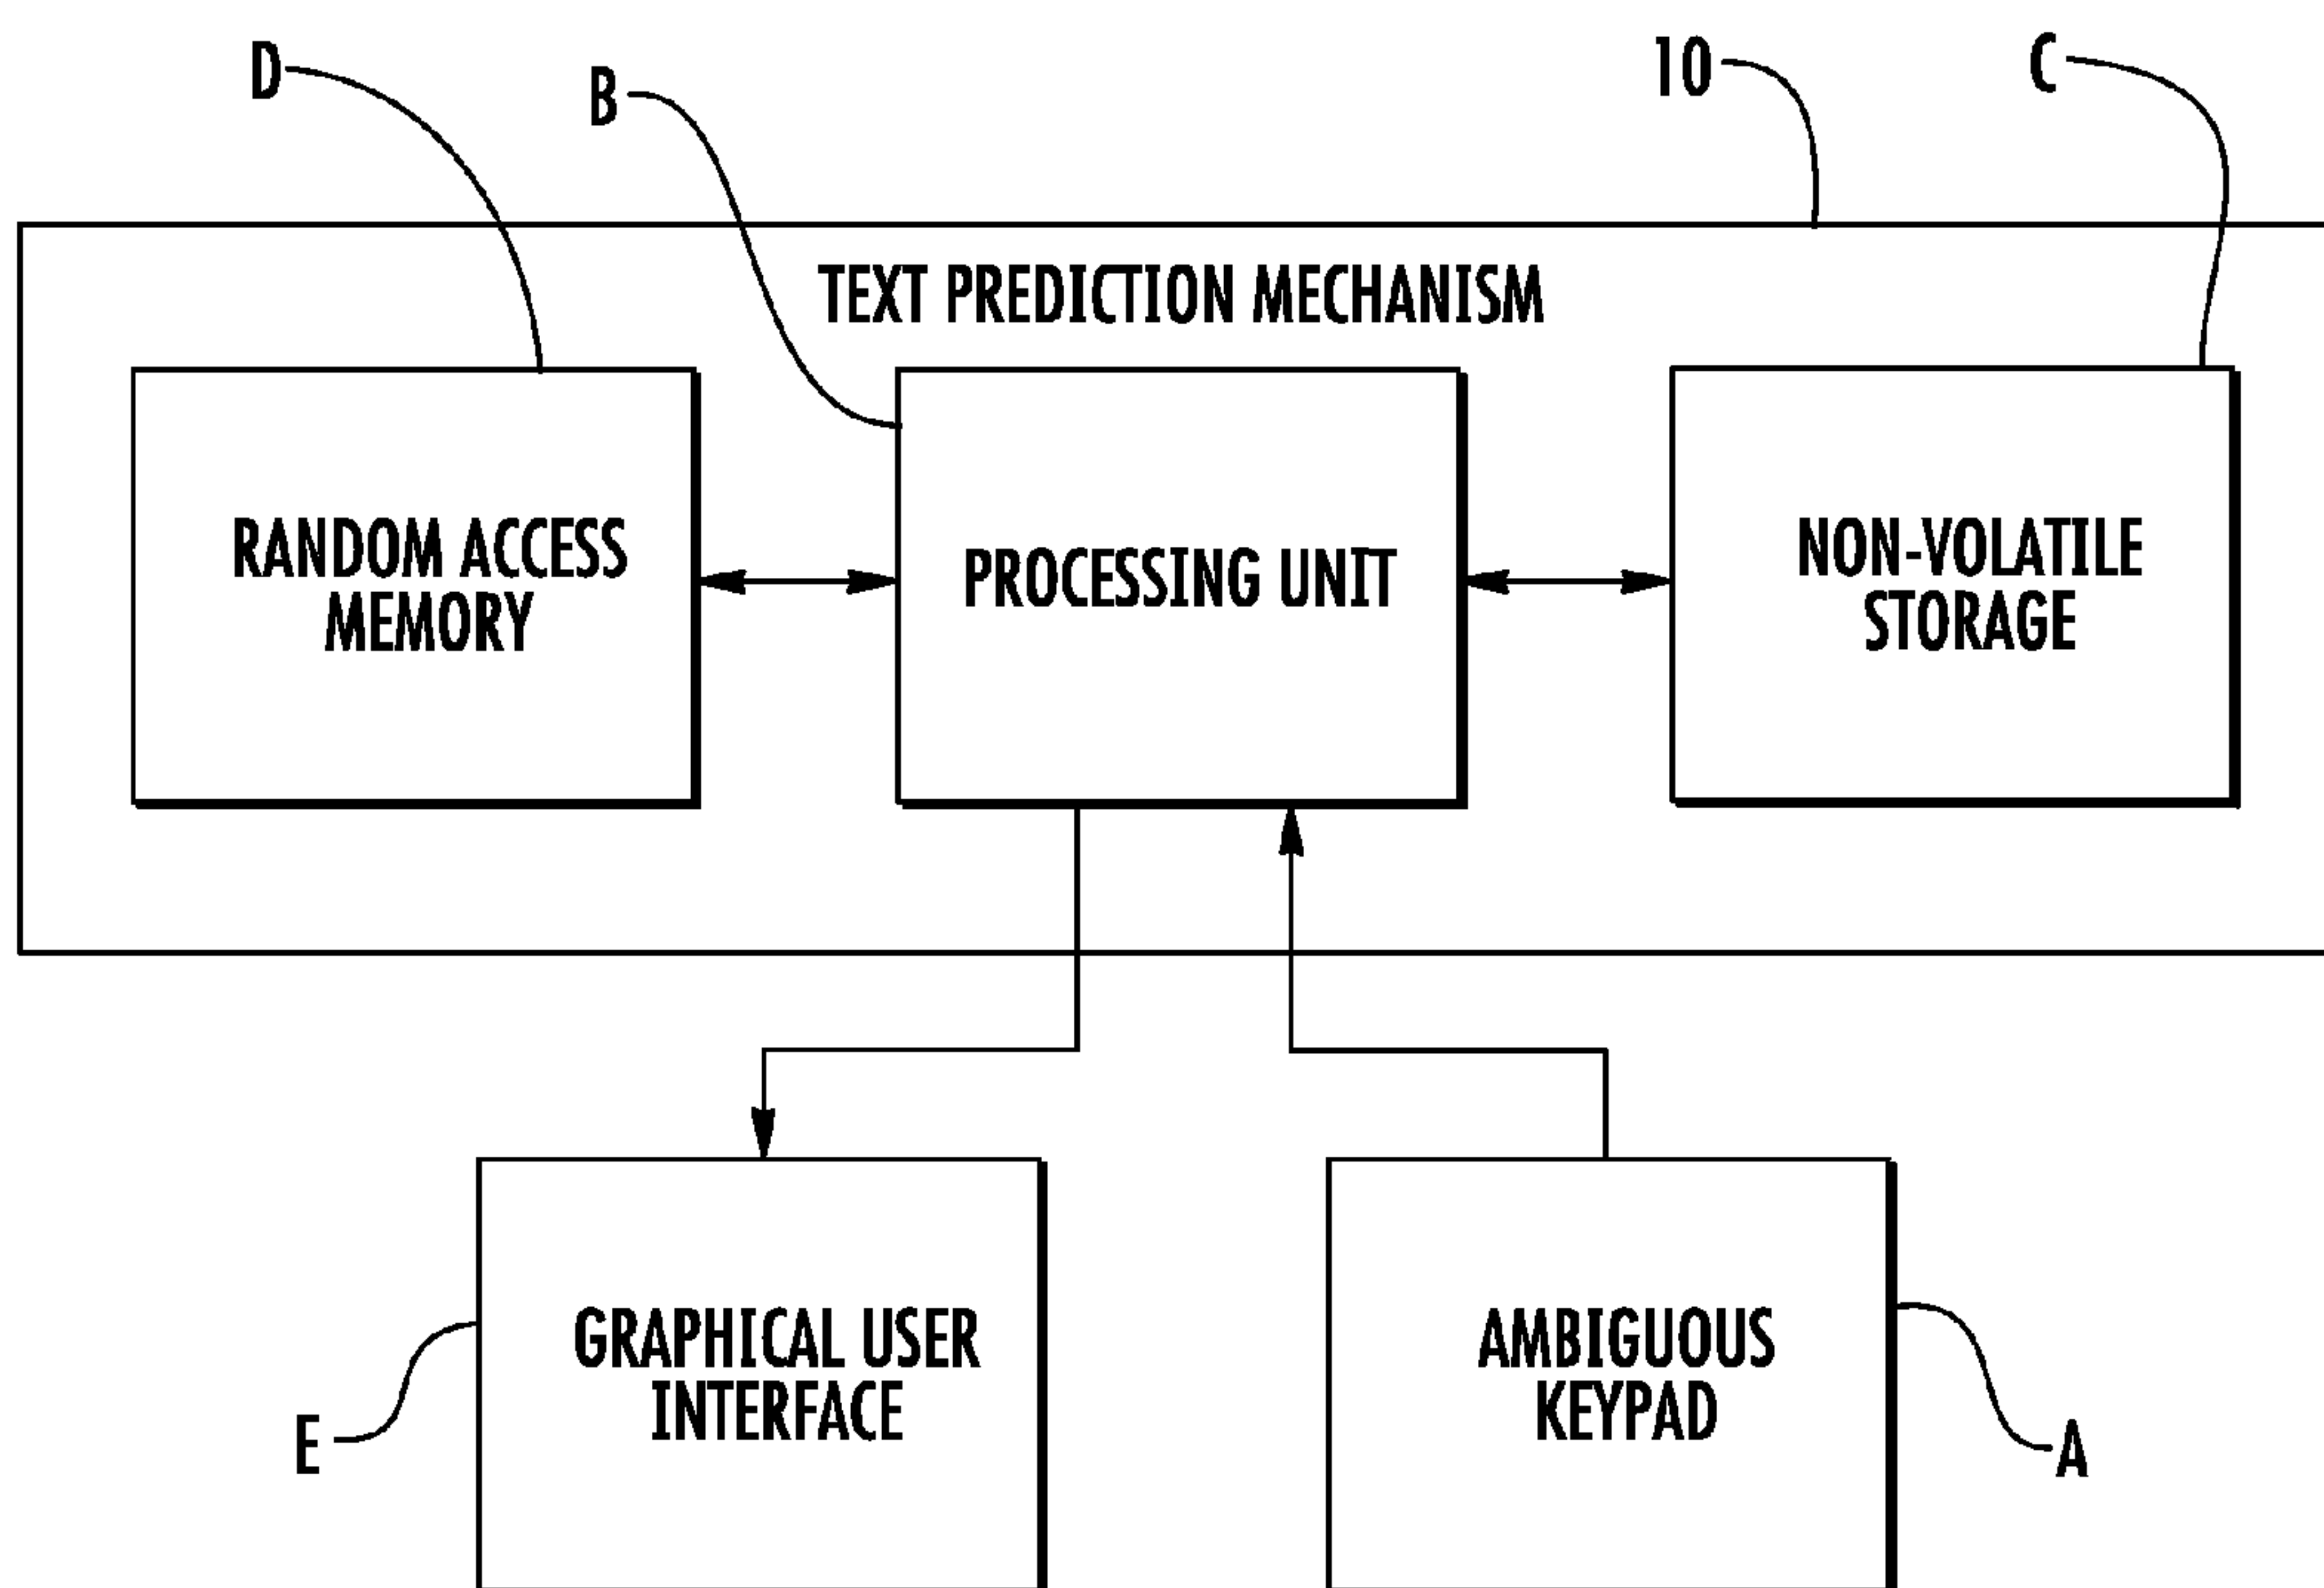 D
B
10
C
TEXT PREDICTION MECHANISM
RANDOM ACCESS
MEMORY
PROCESSING UNIT
NON-VOLATILE
STORAGE
GRAPHICAL USER
INTERFACE
AMBIGUOUS
KEYPAD
E
A